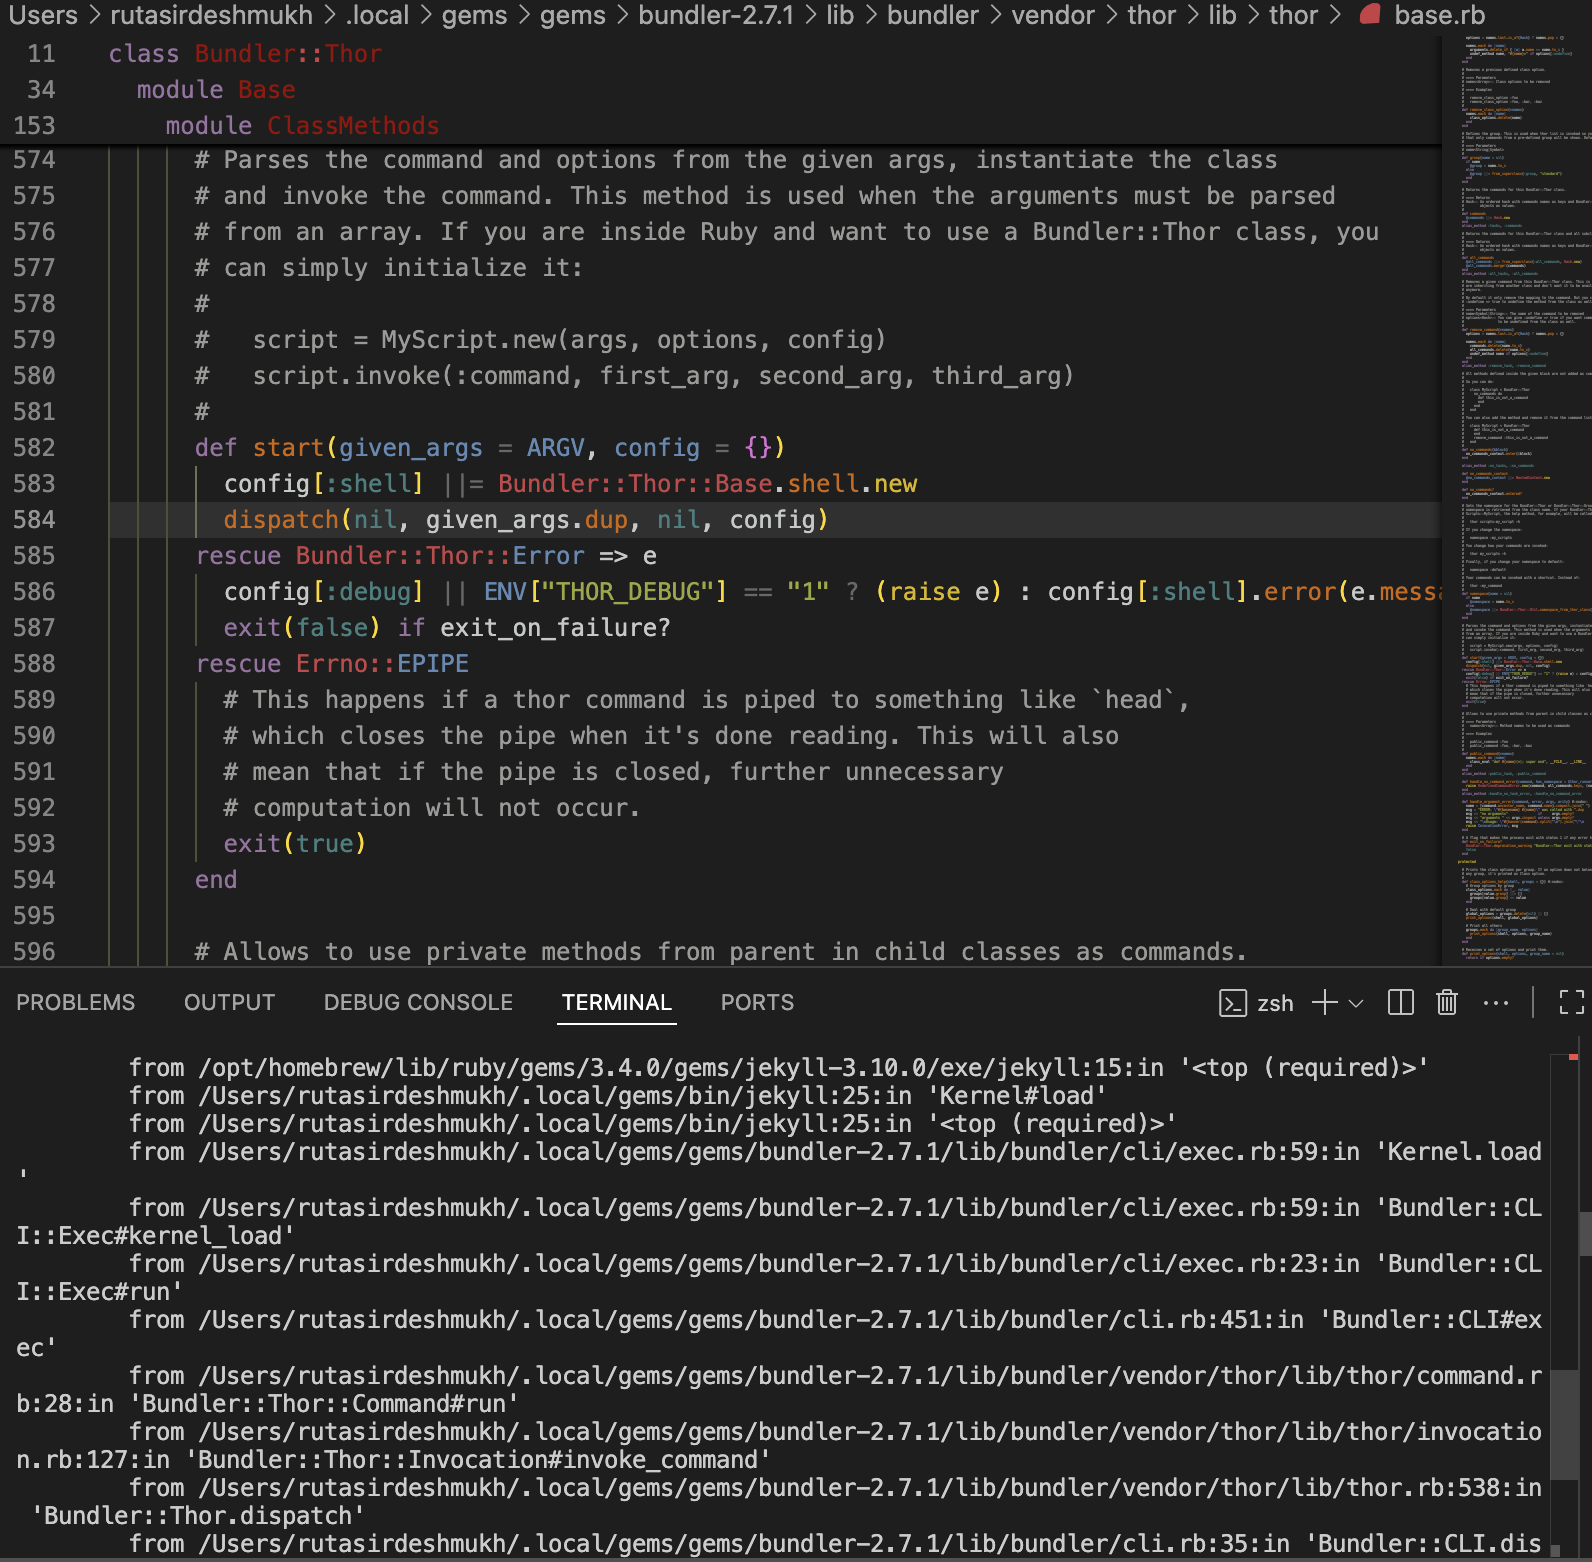 Users > rutasirdeshmukh > .local > gems > gems > bundler-2.7.1 > lib > bundler > vendor > thor > lib > thor > base.rb
11 class Bundler::Thor
34 module Base
153 module ClassMethods
574 # Parses the command and options from the given args, instantiate the class
575 # and invoke the command. This method is used when the arguments must be parsed
576 # from an array. If you are inside Ruby and want to use a Bundler::Thor class, you
577 # can simply initialize it:
578 #
579 #   script = MyScript.new(args, options, config)
580 #   script.invoke(:command, first_arg, second_arg, third_arg)
581 #
582 def start(given_args = ARGV, config = {})
583 config[:shell] ||= Bundler::Thor::Base.shell.new
584 dispatch(nil, given_args.dup, nil, config)
585 rescue Bundler::Thor::Error => e
586 config[:debug] || ENV["THOR_DEBUG"] == "1" ? (raise e) : config[:shell].error(e.messa
587 exit(false) if exit_on_failure?
588 rescue Errno::EPIPE
589 # This happens if a thor command is piped to something like `head`,
590 # which closes the pipe when it's done reading. This will also
591 # mean that if the pipe is closed, further unnecessary
592 # computation will not occur.
593 exit(true)
594 end
595
596 # Allows to use private methods from parent in child classes as commands.
PROBLEMS OUTPUT DEBUG CONSOLE TERMINAL PORTS zsh
from /opt/homebrew/lib/ruby/gems/3.4.0/gems/jekyll-3.10.0/exe/jekyll:15:in '<top (required)>'
from /Users/rutasirdeshmukh/.local/gems/bin/jekyll:25:in 'Kernel#load'
from /Users/rutasirdeshmukh/.local/gems/bin/jekyll:25:in '<top (required)>'
from /Users/rutasirdeshmukh/.local/gems/gems/bundler-2.7.1/lib/bundler/cli/exec.rb:59:in 'Kernel.load
'
from /Users/rutasirdeshmukh/.local/gems/gems/bundler-2.7.1/lib/bundler/cli/exec.rb:59:in 'Bundler::CL
I::Exec#kernel_load'
from /Users/rutasirdeshmukh/.local/gems/gems/bundler-2.7.1/lib/bundler/cli/exec.rb:23:in 'Bundler::CL
I::Exec#run'
from /Users/rutasirdeshmukh/.local/gems/gems/bundler-2.7.1/lib/bundler/cli.rb:451:in 'Bundler::CLI#ex
ec'
from /Users/rutasirdeshmukh/.local/gems/gems/bundler-2.7.1/lib/bundler/vendor/thor/lib/thor/command.r
b:28:in 'Bundler::Thor::Command#run'
from /Users/rutasirdeshmukh/.local/gems/gems/bundler-2.7.1/lib/bundler/vendor/thor/lib/thor/invocatio
n.rb:127:in 'Bundler::Thor::Invocation#invoke_command'
from /Users/rutasirdeshmukh/.local/gems/gems/bundler-2.7.1/lib/bundler/vendor/thor/lib/thor.rb:538:in
'Bundler::Thor.dispatch'
from /Users/rutasirdeshmukh/.local/gems/gems/bundler-2.7.1/lib/bundler/cli.rb:35:in 'Bundler::CLI.dis